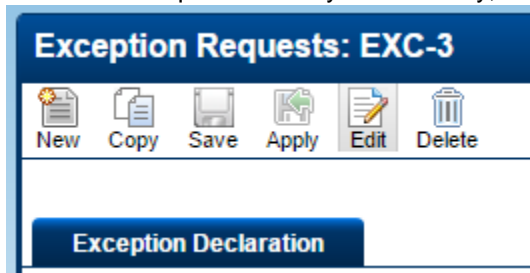 Exception Requests: EXC-3
New Copy Save Apply Edit Delete
Exception Declaration